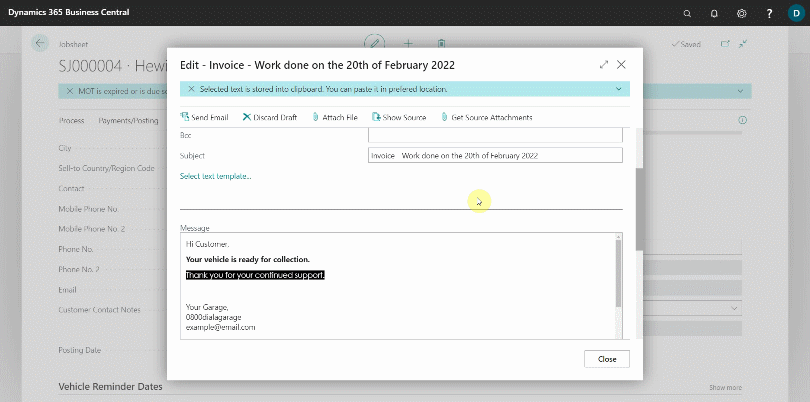 Dynamics 365 Business Central
?
D
Jobsheet
Saved
SJ000004 · Hewi
Edit - Invoice - Work done on the 20th of February 2022
MOT is expired or is due s
Selected text is stored into clipboard. You can paste it in prefered location.
Process Payments/Posting
Send Email Discard Draft Attach File Show Source Get Source Attachments
Bcc
City
Subject Invoice - Work done on the 20th of February 2022
Sell-to Country/Region Code
Select text template...
Contact
Mobile Phone No.
Mobile Phone No. 2
Message
Phone No.
Hi Customer,
Your vehicle is ready for collection.
Phone No. 2
Thank you for your continued support.
Email
Customer Contact Notes
Your Garage,
0800dialagarage
example@email.com
Posting Date
Close
Vehicle Reminder Dates
Show more